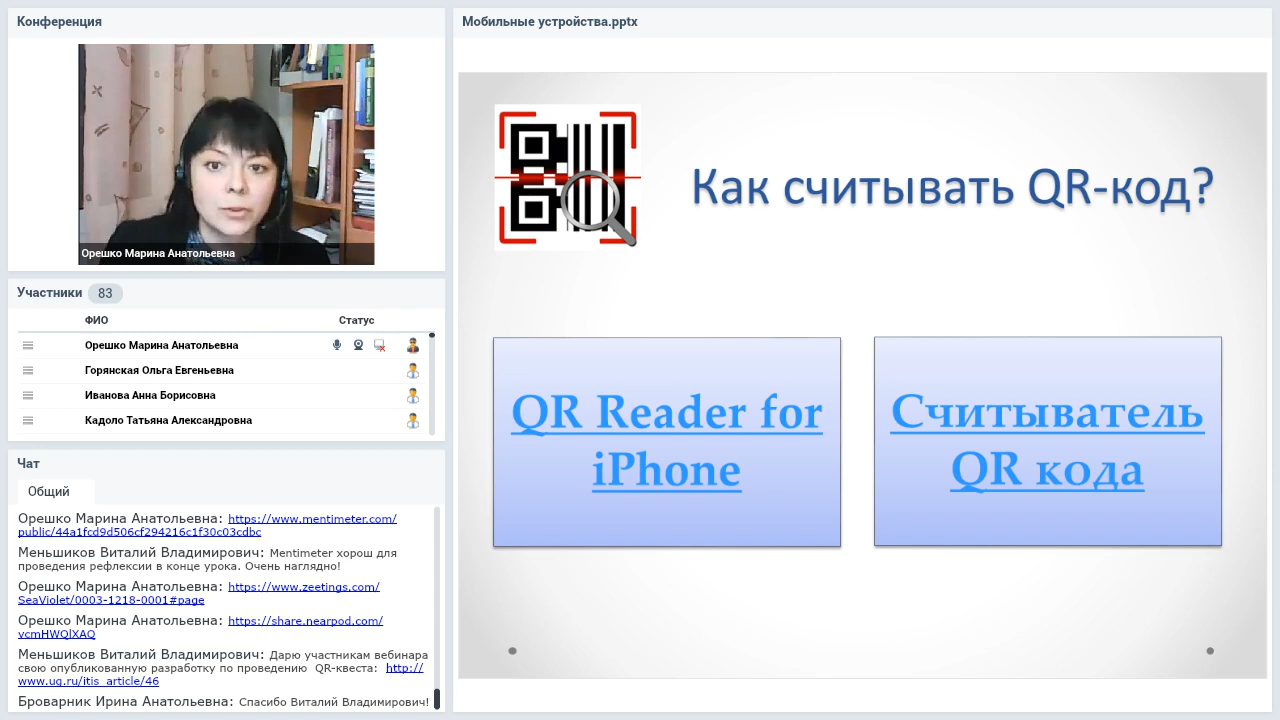 Конференция
Орешко Марина Анатольевна
Участники 83
ФИО Статус
Орешко Марина Анатольевна
Горянская Ольга Евгеньевна
Иванова Анна Борисовна
Кадоло Татьяна Александровна
Чат
Общий
Орешко Марина Анатольевна: https://www.mentimeter.com/
public/44a1fcd9d506cf294216c1f30c03cdbc
Меньшиков Виталий Владимирович: Mentimeter хорош для
проведения рефлексии в конце урока. Очень наглядно!
Орешко Марина Анатольевна: https://www.zeetings.com/
SeaViolet/0003-1218-0001#page
Орешко Марина Анатольевна: https://share.nearpod.com/
vcmHWQlXAQ
Меньшиков Виталий Владимирович: Дарю участникам вебинара
свою опубликованную разработку по проведению QR-квеста: http://
www.ug.ru/itis_article/46
Броварник Ирина Анатольевна: Спасибо Виталий Владимирович!
Мобильные устройства.pptx
Как считывать QR-код?
QR Reader for
iPhone
Считыватель
QR кода